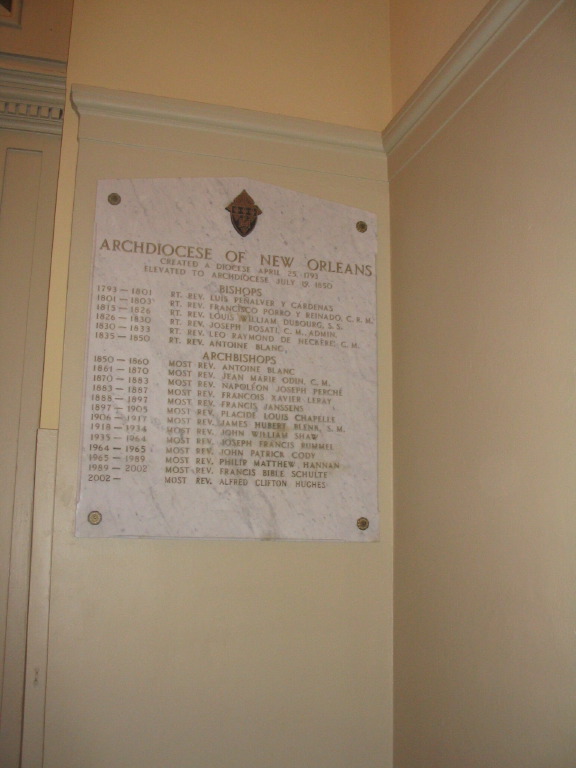 ARCHDIOCESE OF NEW ORLEANS
CREATED A DIOCESE APRIL 25, 1793
ELEVATED TO ARCHDIOCESE JULY 19, 1850
BISHOPS
1793 — 1801 RT. REV. LUIS PEÑALVER Y CARDENAS
1801 — 1803 RT. REV. FRANCISCO PORRO Y REINADO, C. R. M.
1815 — 1826 RT. REV. LOUIS WILLIAM DUBOURG, S. S.
1826 — 1830 RT. REV. JOSEPH ROSATI, C. M., ADMIN.
1830 — 1833 RT. REV. LEO RAYMOND DE NECKERE, C. M.
1835 — 1850 RT. REV. ANTOINE BLANC
ARCHBISHOPS
1850 — 1860 MOST REV. ANTOINE BLANC
1861 — 1870 MOST REV. JEAN MARIE ODIN, C. M.
1870 — 1883 MOST REV. NAPOLEON JOSEPH PERCHÉ
1883 — 1887 MOST REV. FRANCOIS XAVIER LERAY
1888 — 1897 MOST REV. FRANCIS JANSSENS
1897 — 1905 MOST REV. PLACIDE LOUIS CHAPELLE
1906 — 1917 MOST REV. JAMES HUBERT BLENK, S. M.
1918 — 1934 MOST REV. JOHN WILLIAM SHAW
1935 — 1964 MOST REV. JOSEPH FRANCIS RUMMEL
1964 — 1965 MOST REV. JOHN PATRICK CODY
1965 — 1989 MOST REV. PHILIP MATTHEW HANNAN
1989 — 2002 MOST REV. FRANCIS BIBLE SCHULTE
2002 — MOST REV. ALFRED CLIFTON HUGHES